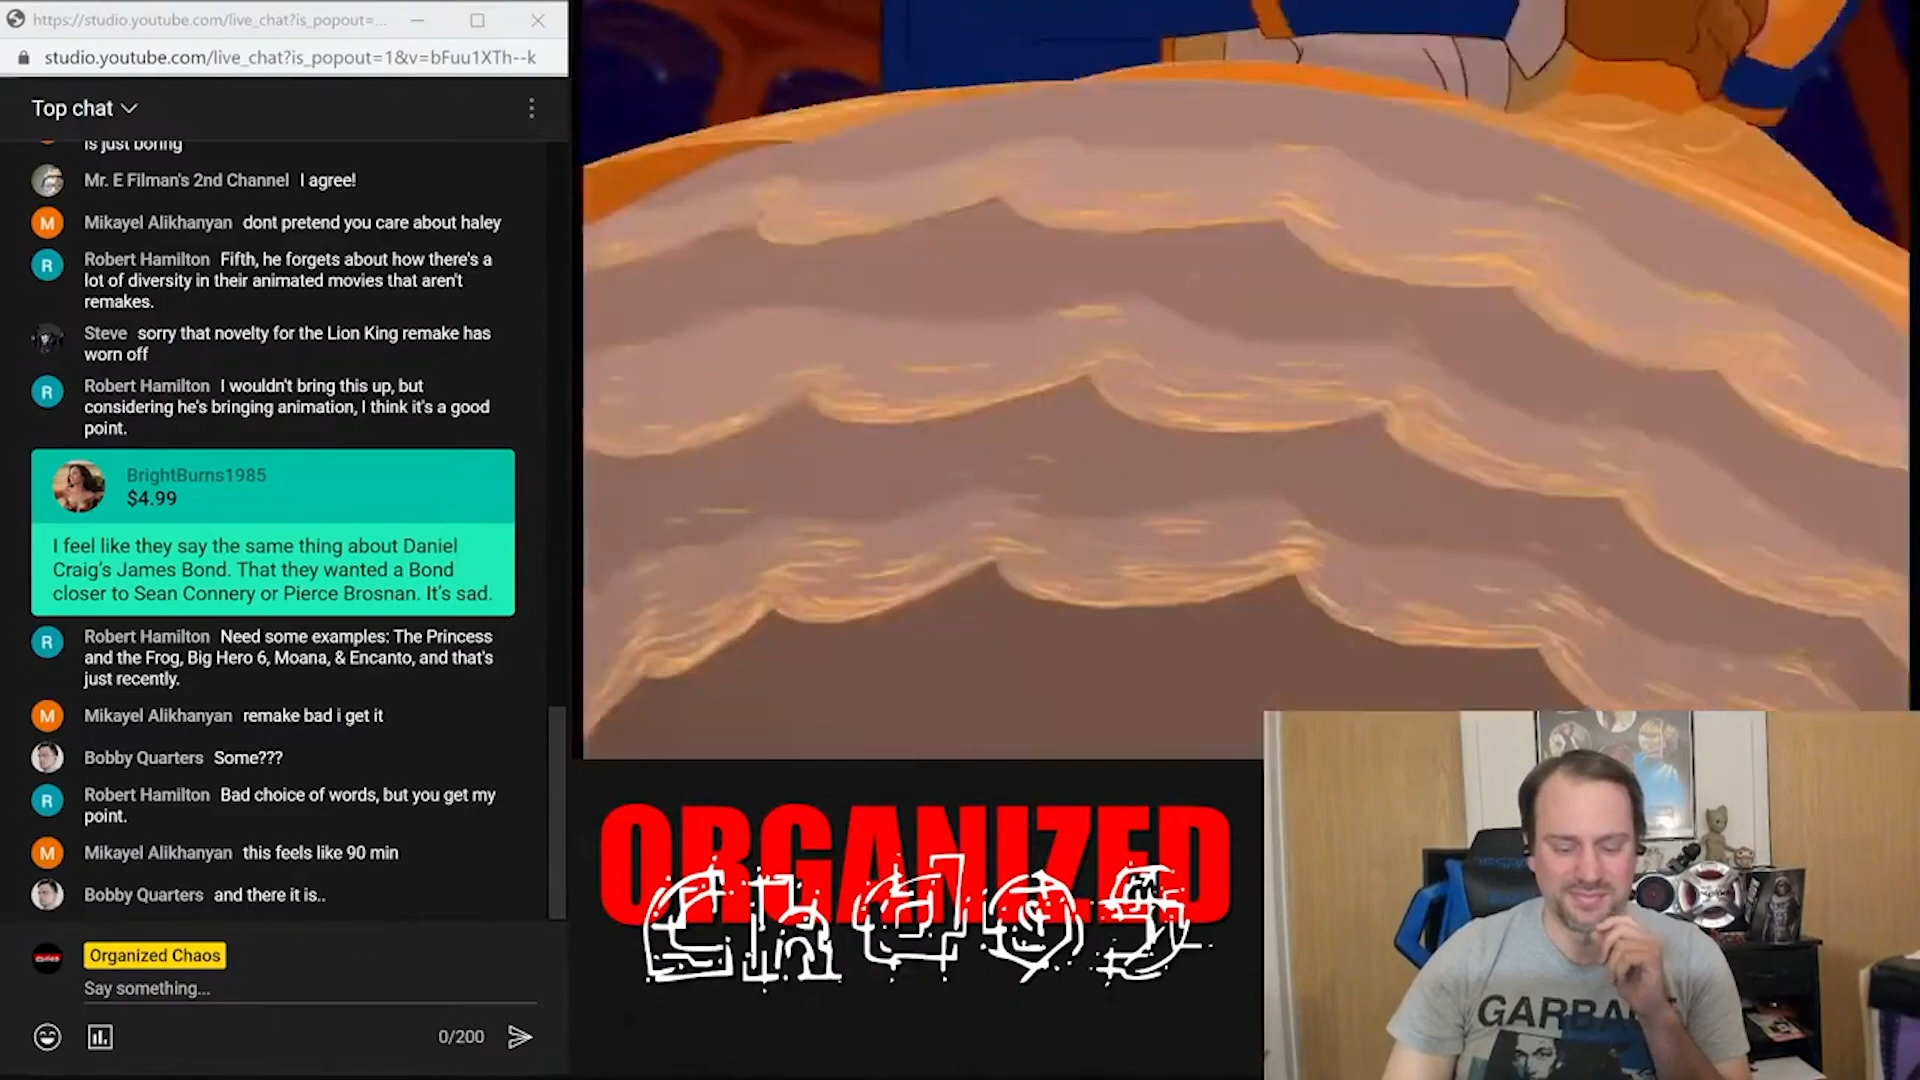 https://studio.youtube.com/live_chat?is_popout=...
studio.youtube.com/live_chat?is_popout=1&v=bFuu1XTh--k
Top chat
is just boring
Mr. E Filman's 2nd Channel I agree!
Mikayel Alikhanyan dont pretend you care about haley
Robert Hamilton Fifth, he forgets about how there's a
lot of diversity in their animated movies that aren't
remakes.
Steve sorry that novelty for the Lion King remake has
worn off
Robert Hamilton I wouldn't bring this up, but
considering he's bringing animation, I think it's a good
point.
BrightBurns1985
$4.99
I feel like they say the same thing about Daniel
Craig's James Bond. That they wanted a Bond
closer to Sean Connery or Pierce Brosnan. It's sad.
Robert Hamilton Need some examples: The Princess
and the Frog, Big Hero 6, Moana, & Encanto, and that's
just recently.
Mikayel Alikhanyan remake bad i get it
Bobby Quarters Some???
Robert Hamilton Bad choice of words, but you get my
point.
Mikayel Alikhanyan this feels like 90 min
Bobby Quarters and there it is..
Organized Chaos
Say something...
0/200
ORGANIZED
chaos
GARBA